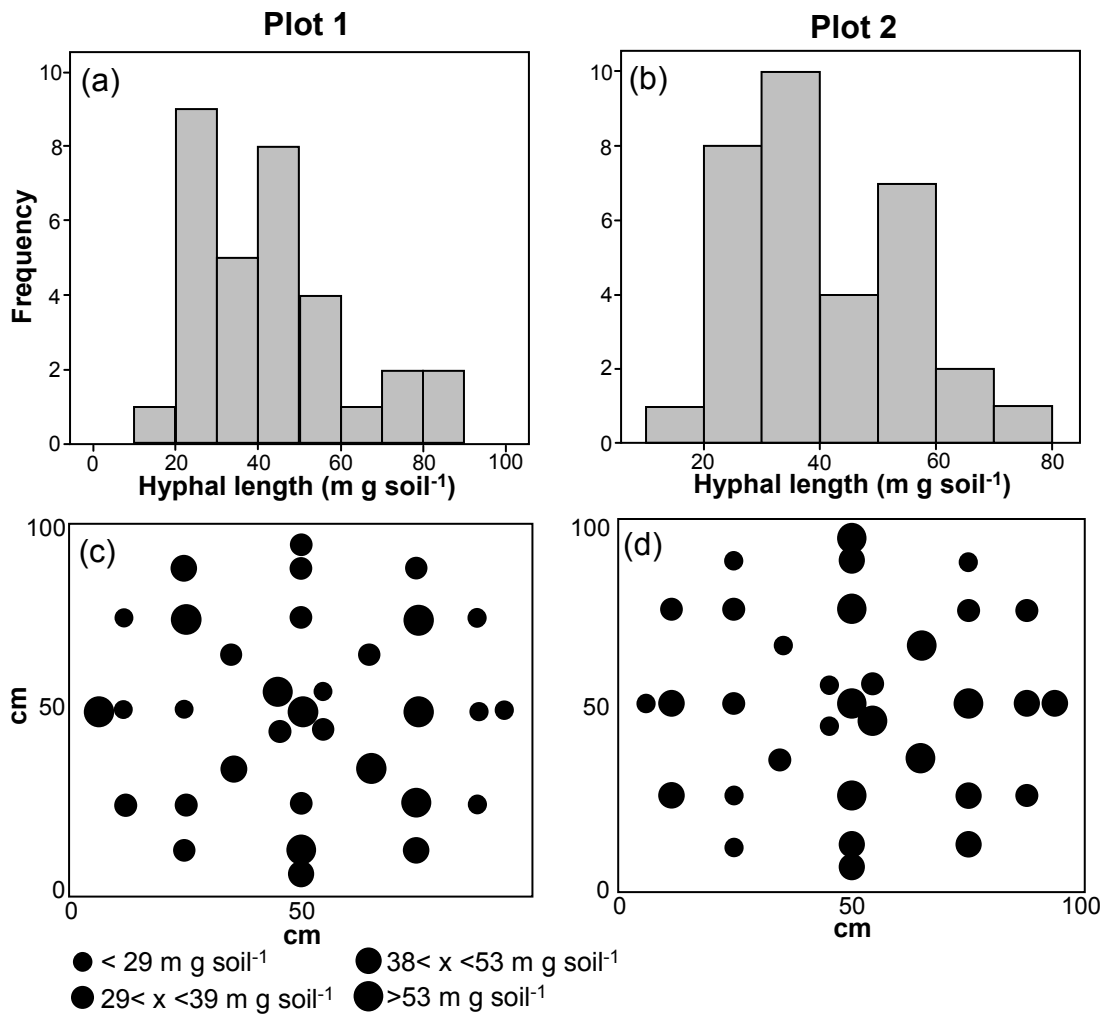 Plot 1
Plot 2
(a)
10
8
6
4
2
0
Frequency
0 20 40 60 80 100
Hyphal length (m g soil-1)
(b)
10
8
6
4
2
0
20 40 60 80
Hyphal length (m g soil-1)
(c)
100
50
0
cm
0 50
cm
(d)
100
50
0
0 50 100
cm
< 29 m g soil-1
38< x <53 m g soil-1
29< x <39 m g soil-1
>53 m g soil-1